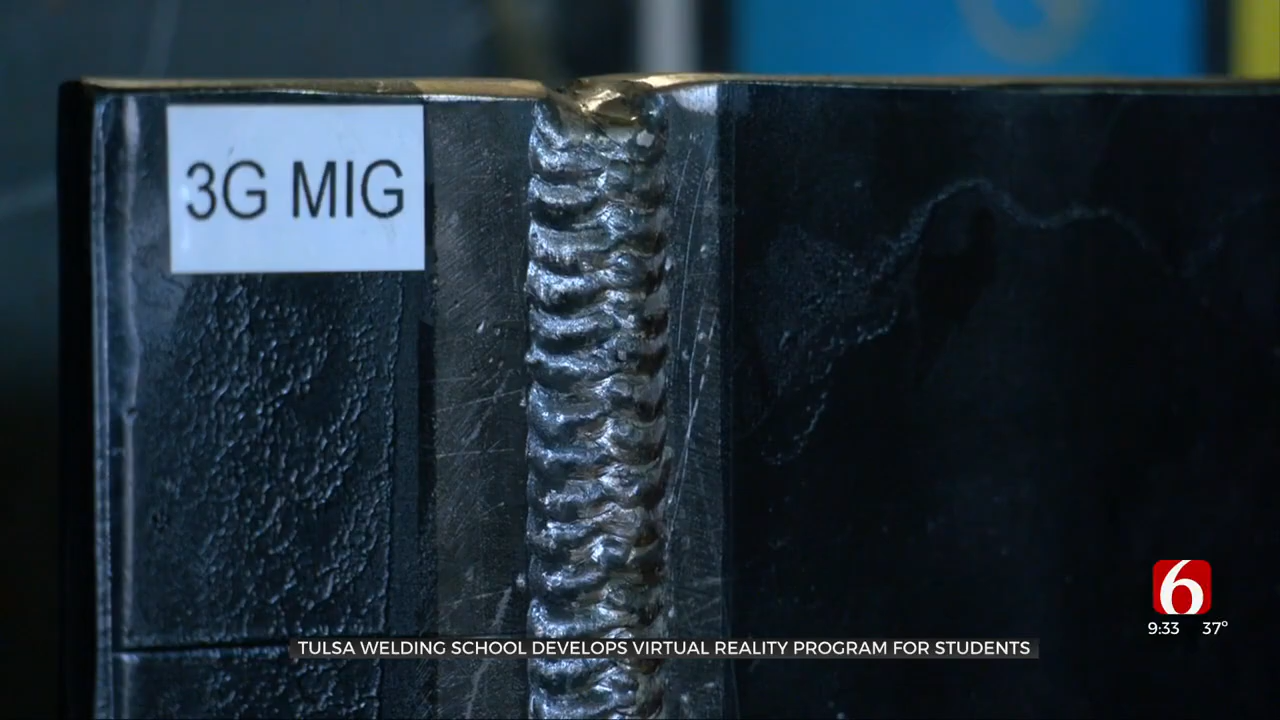 3G MIG
6
9:33 37°
TULSA WELDING SCHOOL DEVELOPS VIRTUAL REALITY PROGRAM FOR STUDENTS